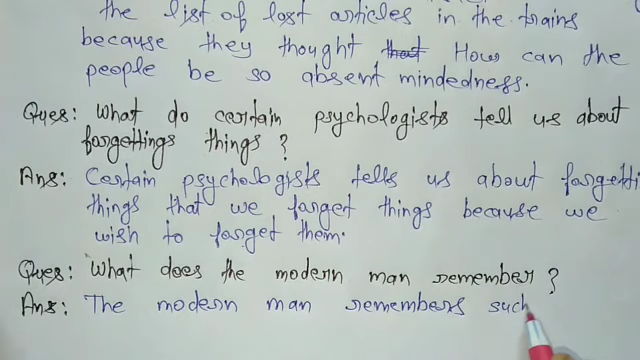 the list of lost articles in the trains
because they thought How can the
people be so absent mindedness.
Ques: What do certain psychologists tell us about
forgettings things ?
Ans: Certain psychologists tells us about forgetti
things that we forget things because we
wish to forget them.
Ques: What does the modern man remember ?
Ans: The modern man remembers such